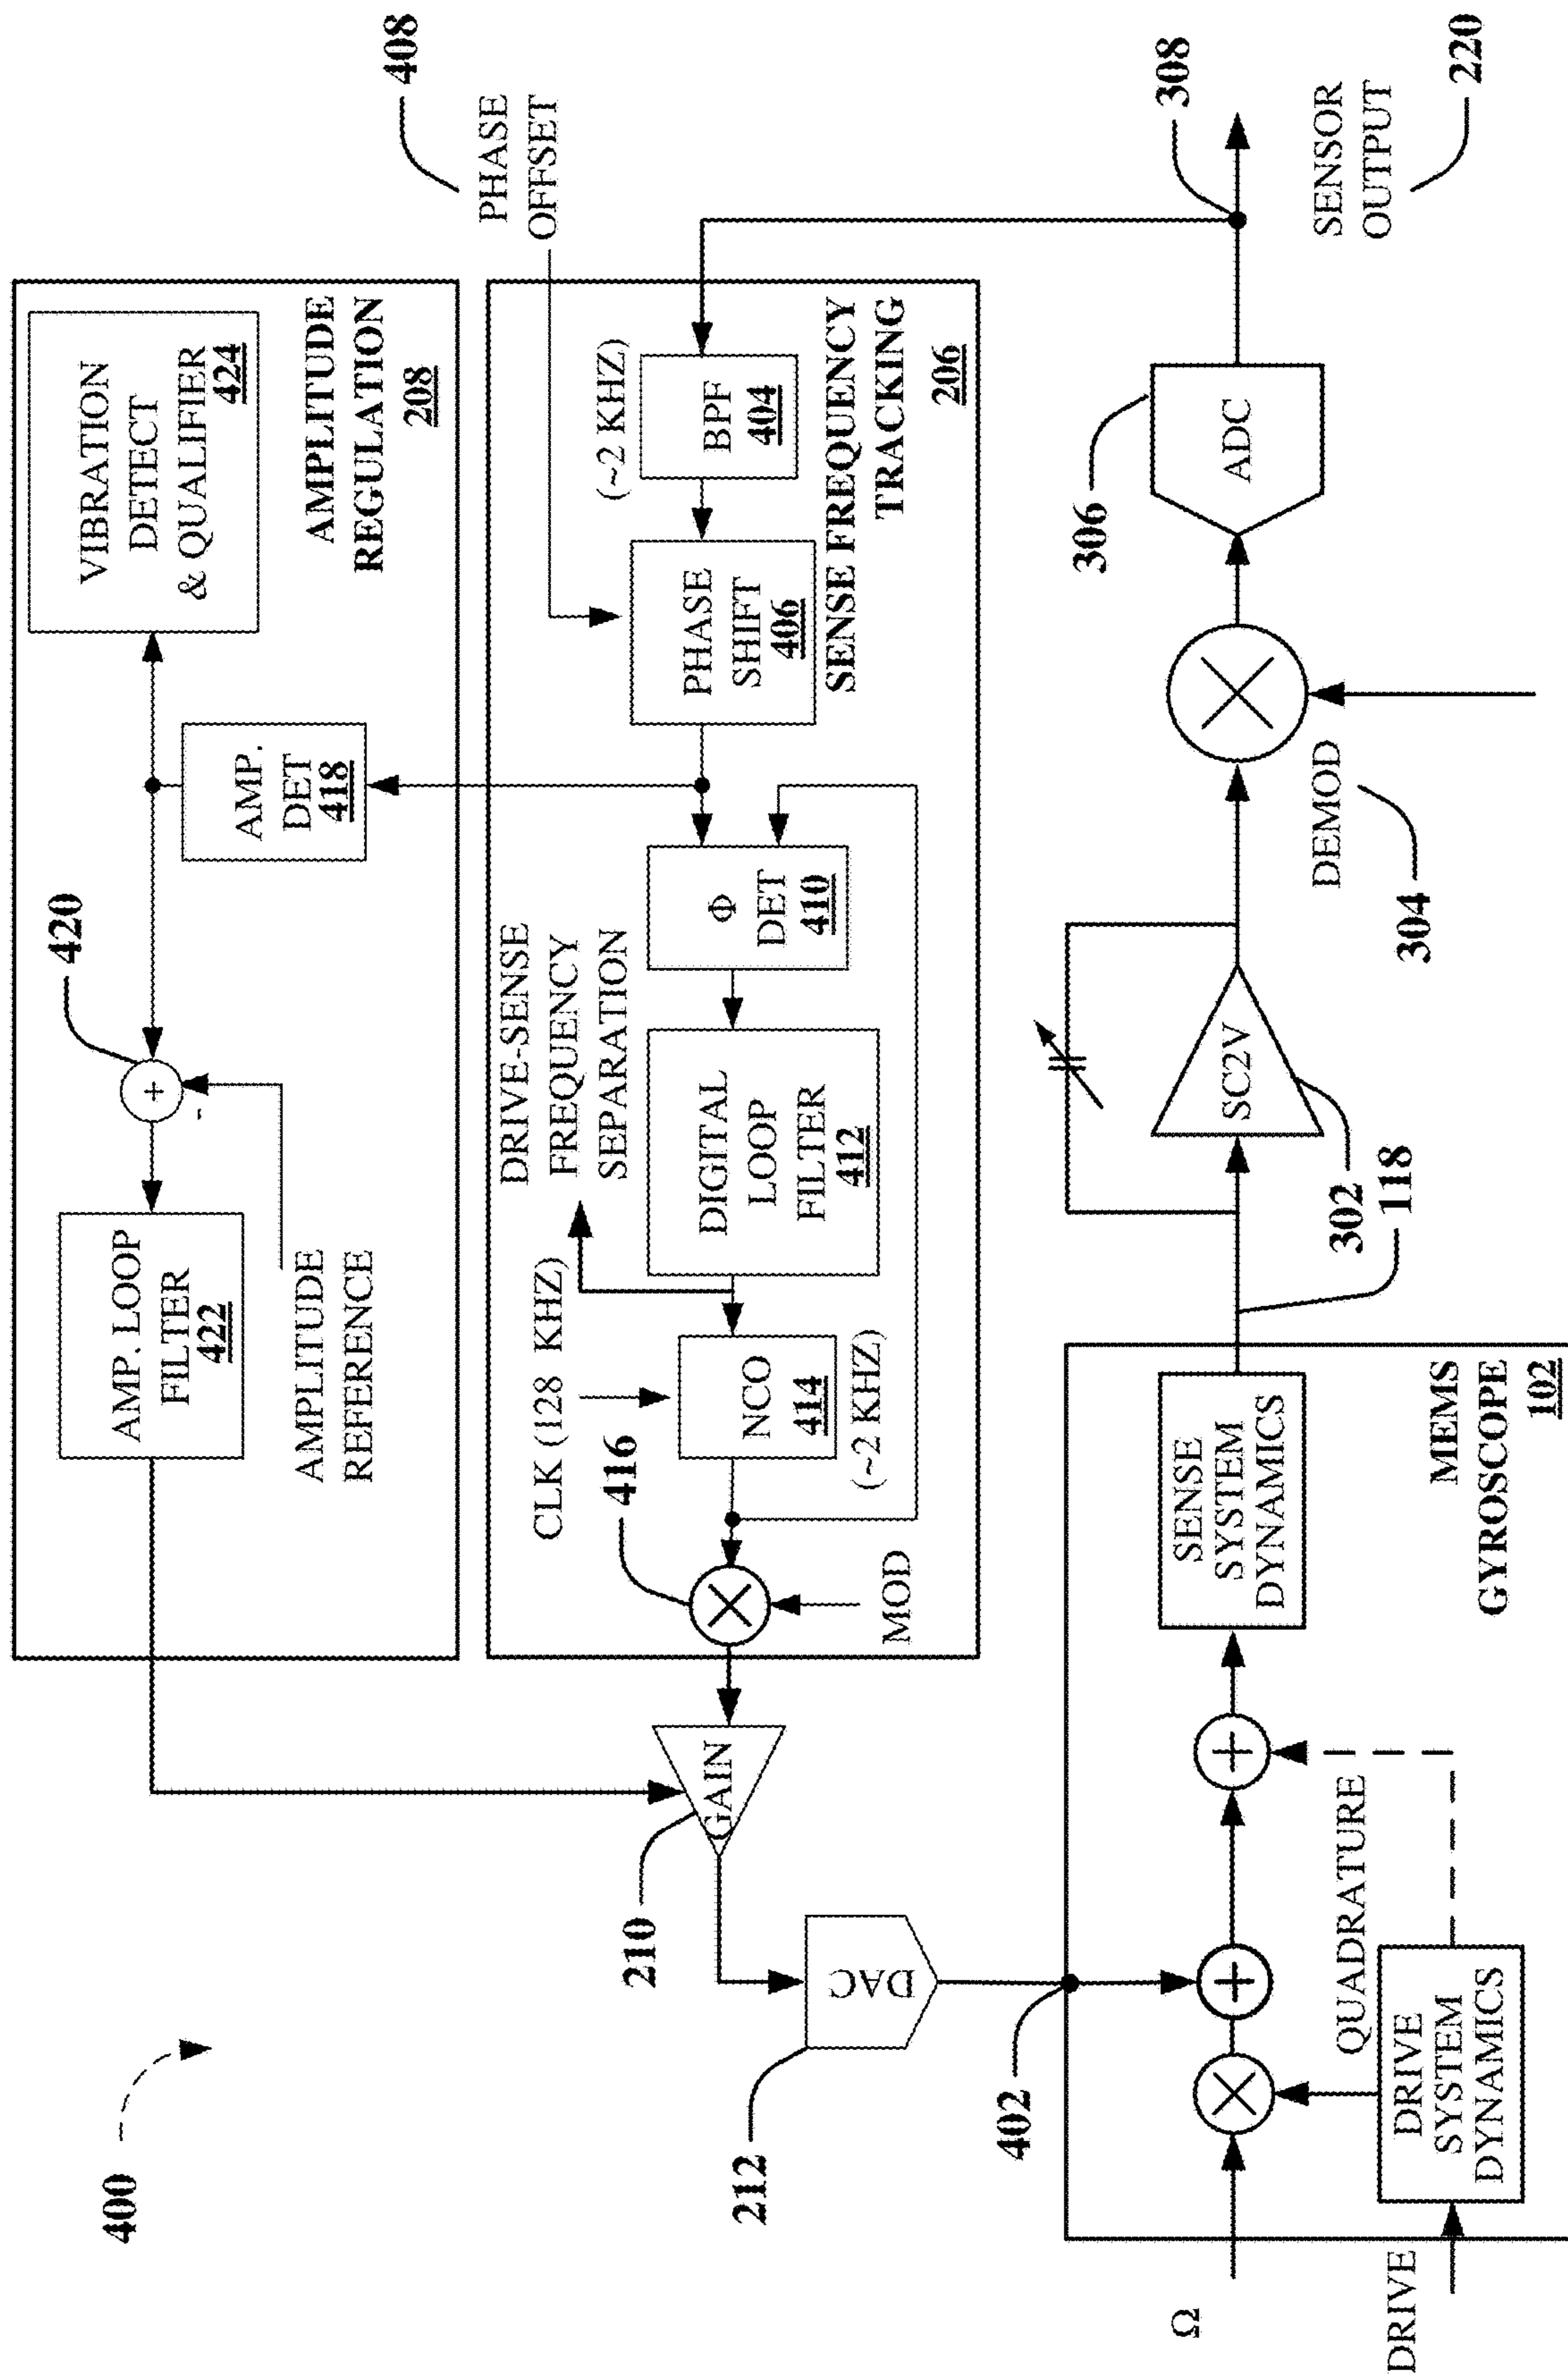 400
AMP. LOOP
FILTER
422
420
AMPLITUDE
REFERENCE
+
-
AMP.
DET
418
VIBRATION
DETECT
& QUALIFIER
424
AMPLITUDE
REGULATION
208
408
PHASE
OFFSET
210
GAIN
212
DAC
CLK (128 KHZ)
416
MOD
NCO
414
(~2 KHZ)
DRIVE-SENSE
FREQUENCY
SEPARATION
DIGITAL
LOOP
FILTER
412
Φ
DET
410
PHASE
SHIFT
406
(~2 KHZ)
BPF
404
SENSE FREQUENCY
TRACKING
206
402
Ω
DRIVE
DRIVE
SYSTEM
DYNAMICS
QUADRATURE
+
+
SENSE
SYSTEM
DYNAMICS
MEMS
GYROSCOPE
102
118
302
SC2V
DEMOD
304
306
ADC
308
SENSOR
OUTPUT
220